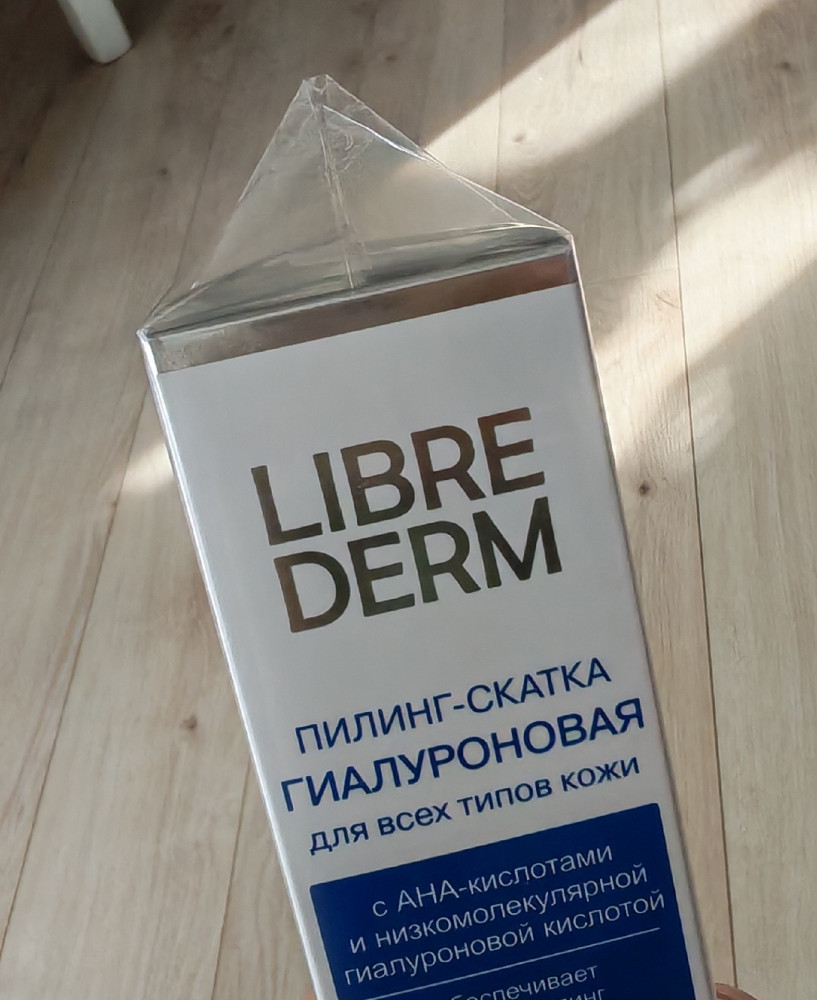 LIBRE
DERM
ПИЛИНГ-СКАТКА
ГИАЛУРОНОВАЯ
для всех типов кожи
с АНА-кислотами
и низкомолекулярной
гиалуроновой кислотой